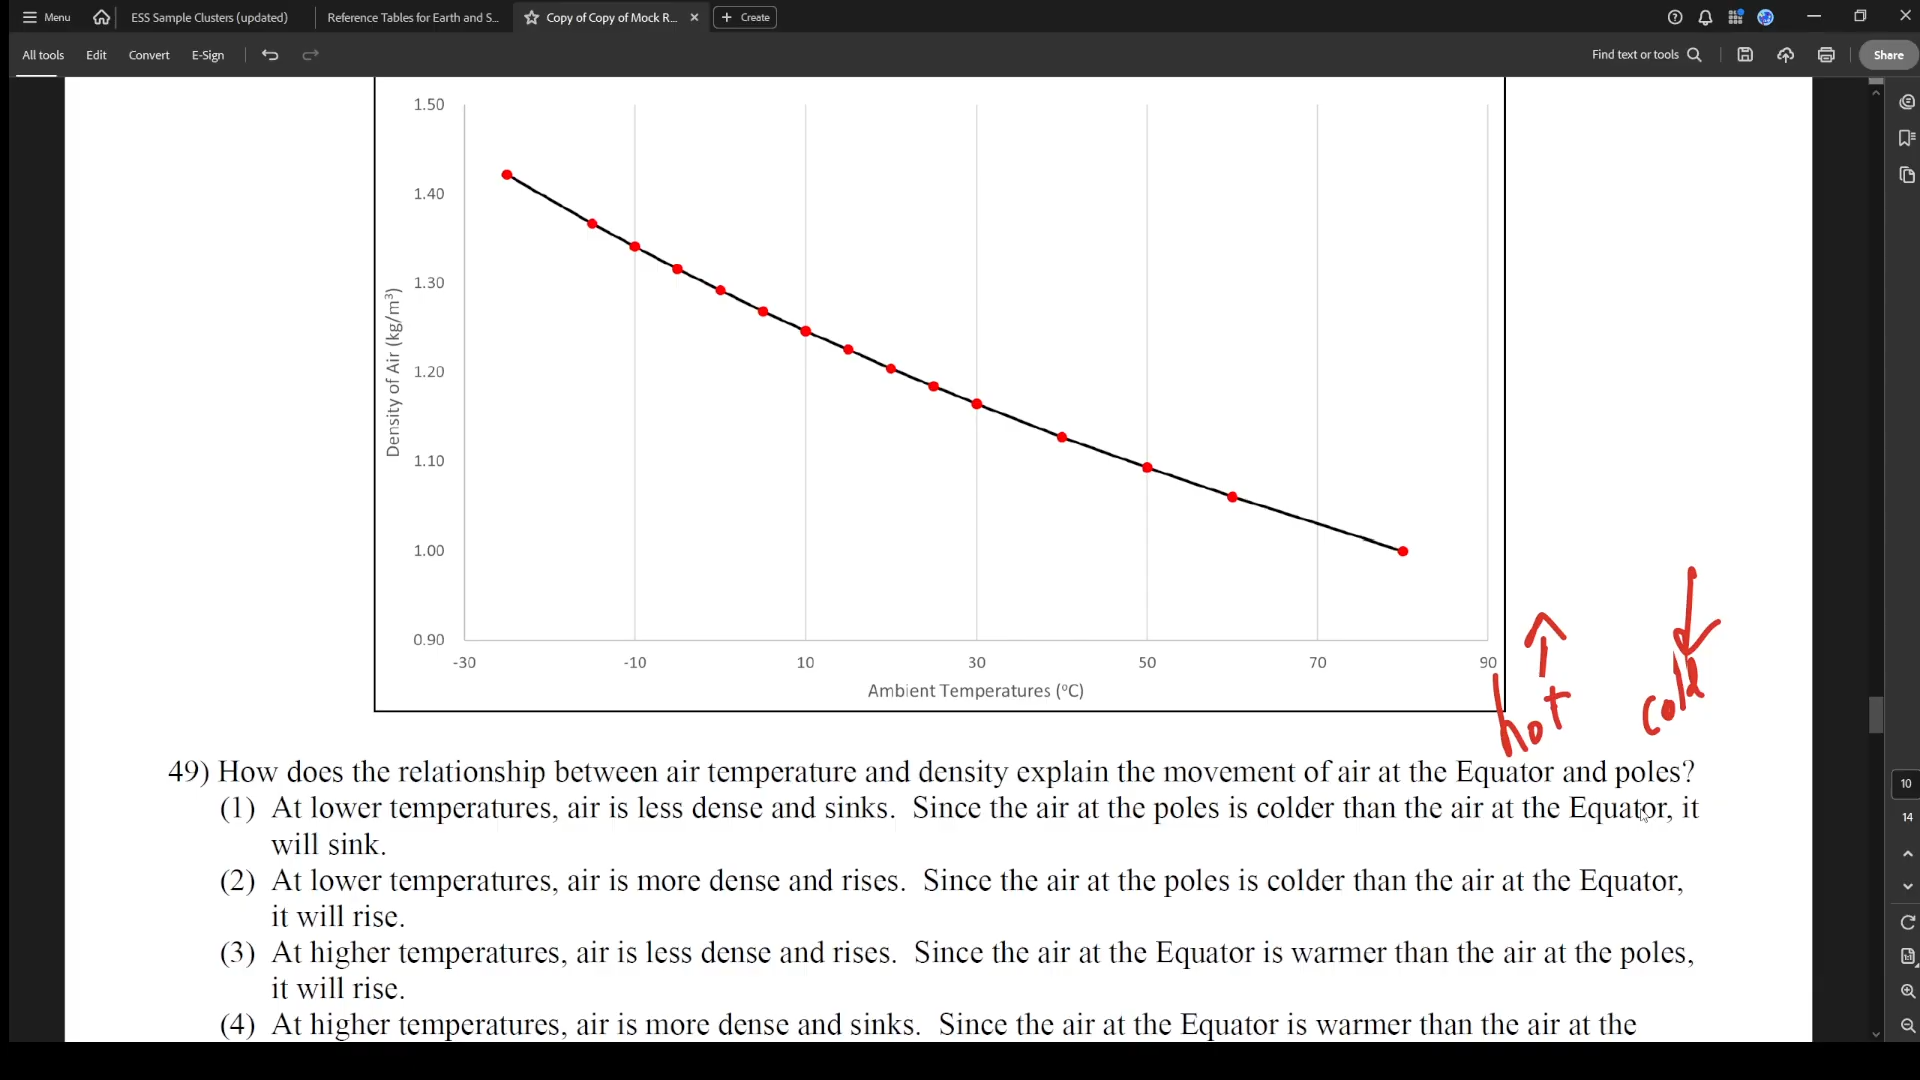 Menu
ESS Sample Clusters (updated)
Reference Tables for Earth and S...
Copy of Copy of Mock R...
Create
All tools
Edit
Convert
E-Sign
Find text or tools
Share
1.50
1.40
1.30
1.20
1.10
1.00
0.90
Density of Air (kg/m³)
-30
-10
10
30
50
70
90
Ambient Temperatures (°C)
hot
cold
49) How does the relationship between air temperature and density explain the movement of air at the Equator and poles?
(1) At lower temperatures, air is less dense and sinks. Since the air at the poles is colder than the air at the Equator, it
will sink.
(2) At lower temperatures, air is more dense and rises. Since the air at the poles is colder than the air at the Equator,
it will rise.
(3) At higher temperatures, air is less dense and rises. Since the air at the Equator is warmer than the air at the poles,
it will rise.
(4) At higher temperatures, air is more dense and sinks. Since the air at the Equator is warmer than the air at the
10
14